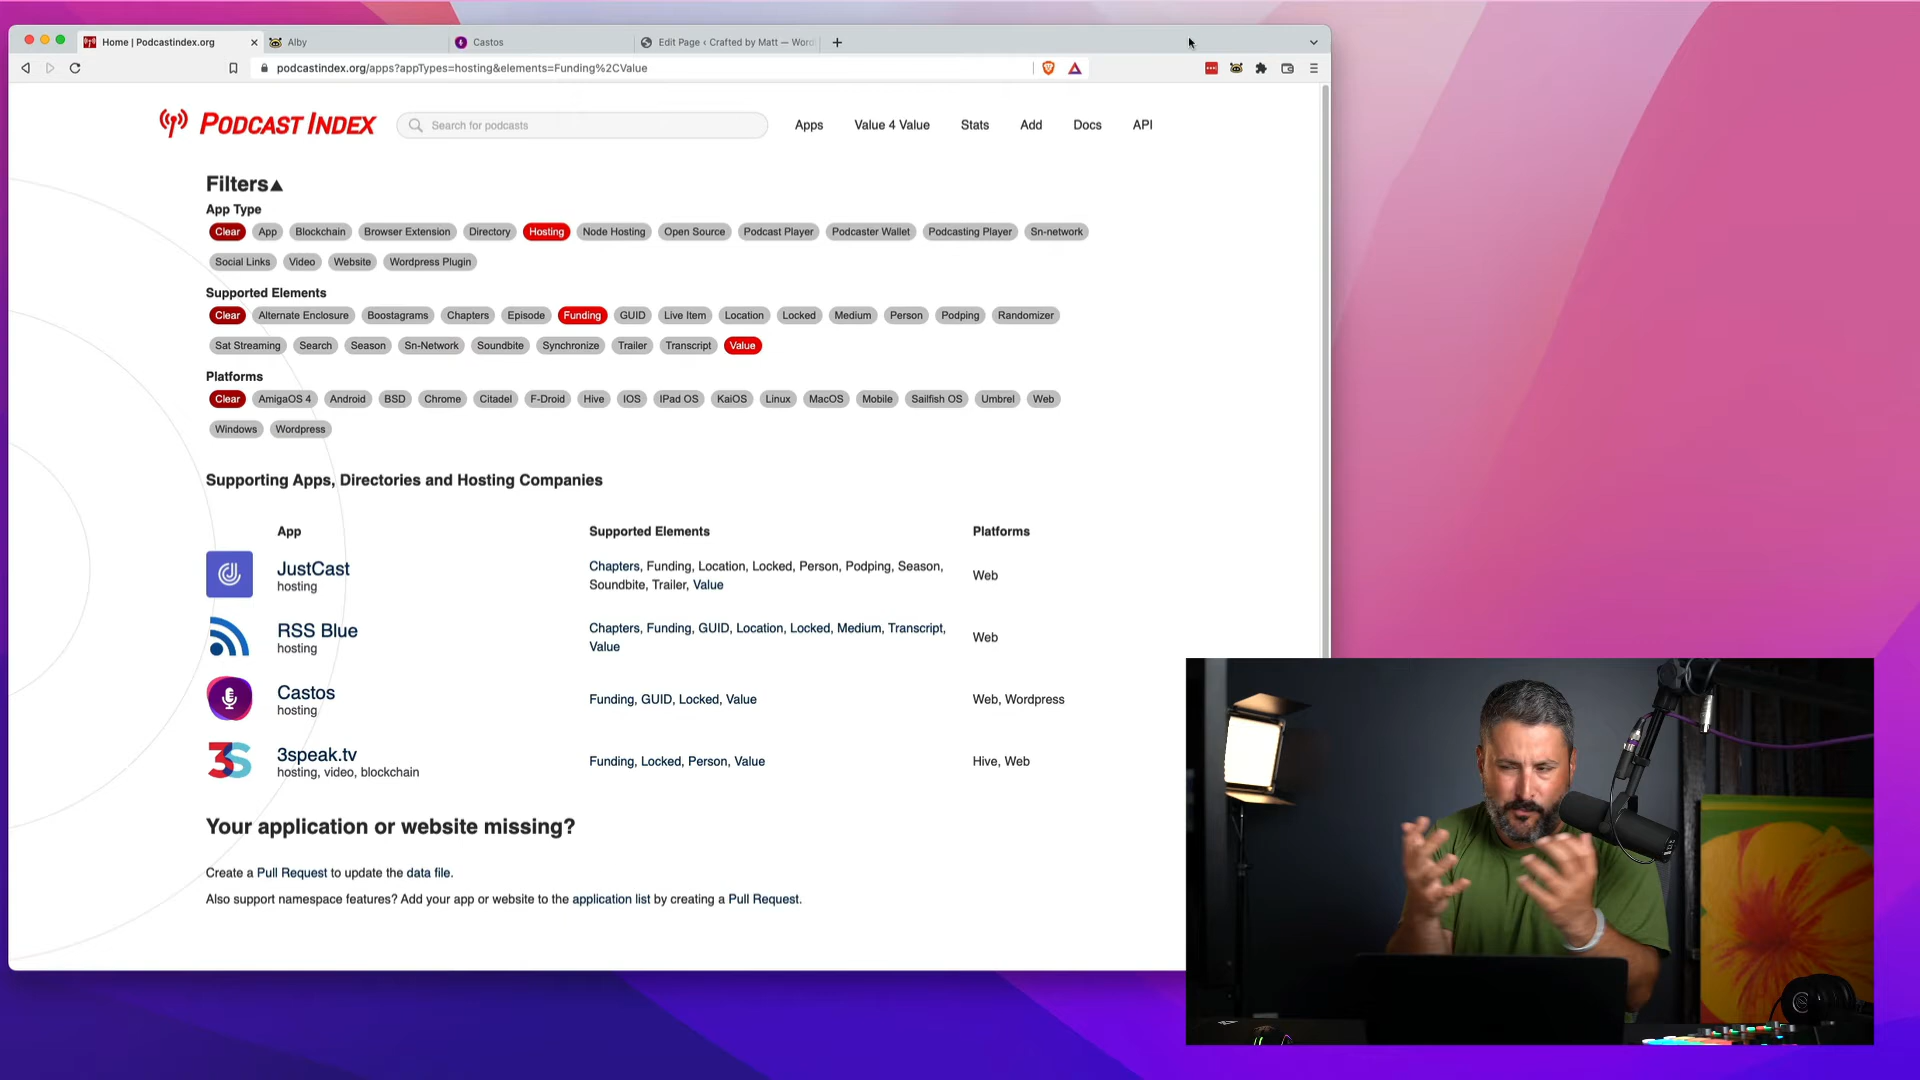 Home | Podcastindex.org
Alby
Castos
Edit Page ‹ Crafted by Matt — Wor
podcastindex.org/apps?appTypes=hosting&elements=Funding%2CValue
PODCAST INDEX
Search for podcasts
Apps
Value 4 Value
Stats
Add
Docs
API
Filters▲
App Type
Clear App Blockchain Browser Extension Directory Hosting Node Hosting Open Source Podcast Player Podcaster Wallet Podcasting Player Sn-network
Social Links Video Website Wordpress Plugin
Supported Elements
Clear Alternate Enclosure Boostagrams Chapters Episode Funding GUID Live Item Location Locked Medium Person Podping Randomizer
Sat Streaming Search Season Sn-Network Soundbite Synchronize Trailer Transcript Value
Platforms
Clear AmigaOS 4 Android BSD Chrome Citadel F-Droid Hive IOS IPad OS KaiOS Linux MacOS Mobile Sailfish OS Umbrel Web
Windows Wordpress
Supporting Apps, Directories and Hosting Companies
App Supported Elements Platforms
JustCast
hosting
Chapters, Funding, Location, Locked, Person, Podping, Season,
Soundbite, Trailer, Value
Web
RSS Blue
hosting
Chapters, Funding, GUID, Location, Locked, Medium, Transcript,
Value
Web
Castos
hosting
Funding, GUID, Locked, Value
Web, Wordpress
3S
3speak.tv
hosting, video, blockchain
Funding, Locked, Person, Value
Hive, Web
Your application or website missing?
Create a Pull Request to update the data file.
Also support namespace features? Add your app or website to the application list by creating a Pull Request.